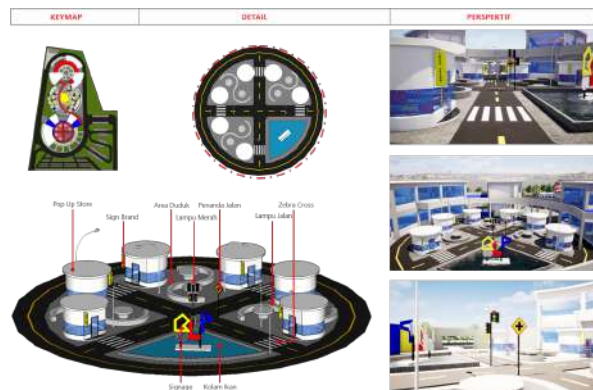 KEYMAP
DETAIL
PERSPERTIF
Pop Up Store
Sign Brand
Area Duduk
Lampu Merah
Penanda Jalan
Lampu Jalan
Zebra Cross
Signage
Kolam Ikan